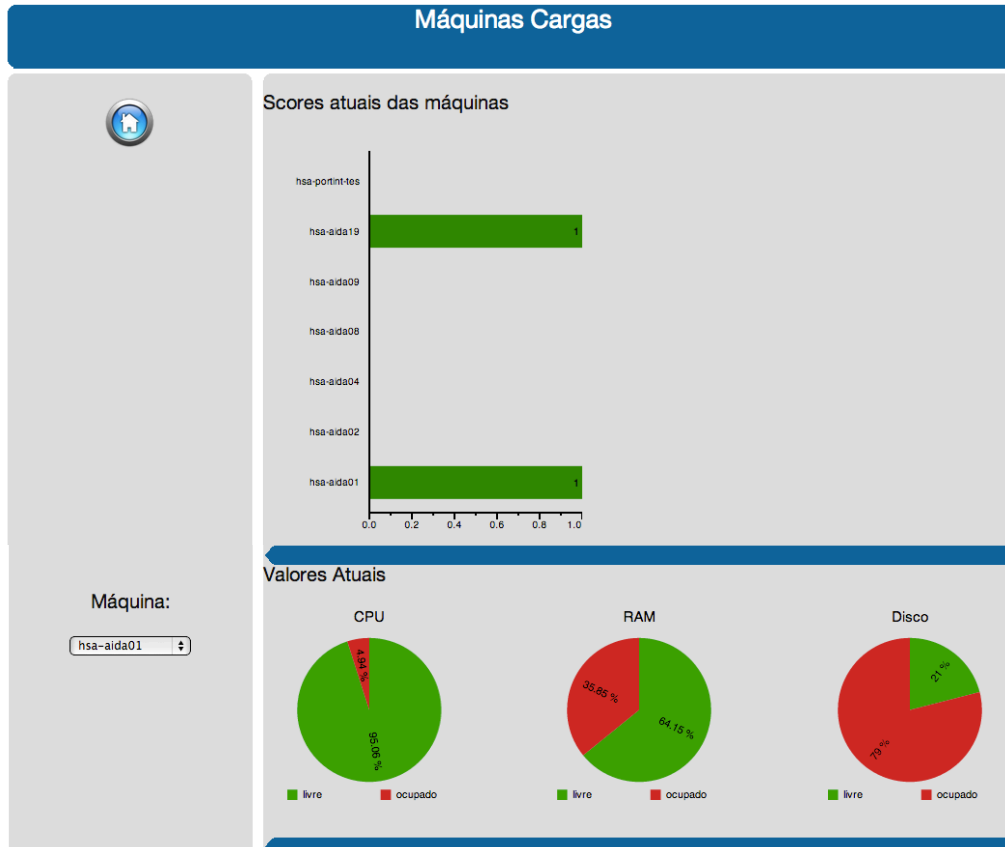 Máquinas Cargas
Scores atuais das máquinas
hsa-portint-tes
hsa-aida19
1
hsa-aida09
hsa-aida08
hsa-aida04
hsa-aida02
hsa-aida01
1
0.0 0.2 0.4 0.6 0.8 1.0
Valores Atuais
Máquina:
hsa-aida01
CPU
4.94 %
95.06 %
livre ocupado
RAM
35.85 %
64.15 %
livre ocupado
Disco
21 %
79 %
livre ocupado